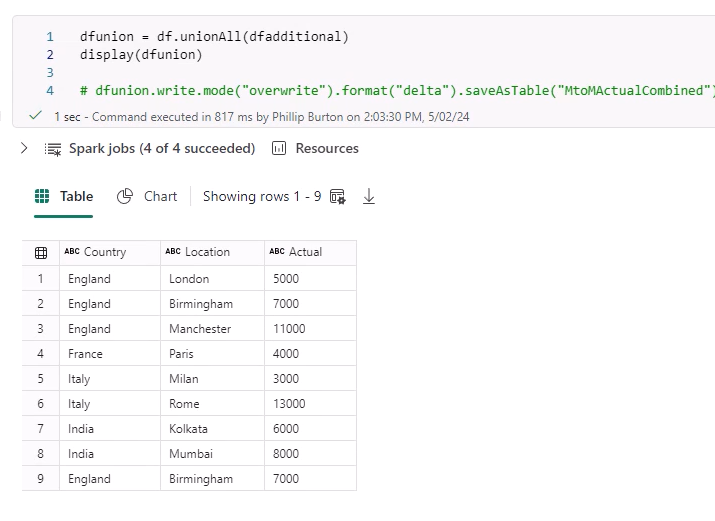 1 dfunion = df.unionAll(dfadditional)
2 display(dfunion)
3
4 # dfunion.write.mode("overwrite").format("delta").saveAsTable("MtoMActualCombined")
1 sec - Command executed in 817 ms by Phillip Burton on 2:03:30 PM, 5/02/24
Spark jobs (4 of 4 succeeded) Resources
Table Chart Showing rows 1 - 9
ABC Country ABC Location ABC Actual
1 England London 5000
2 England Birmingham 7000
3 England Manchester 11000
4 France Paris 4000
5 Italy Milan 3000
6 Italy Rome 13000
7 India Kolkata 6000
8 India Mumbai 8000
9 England Birmingham 7000